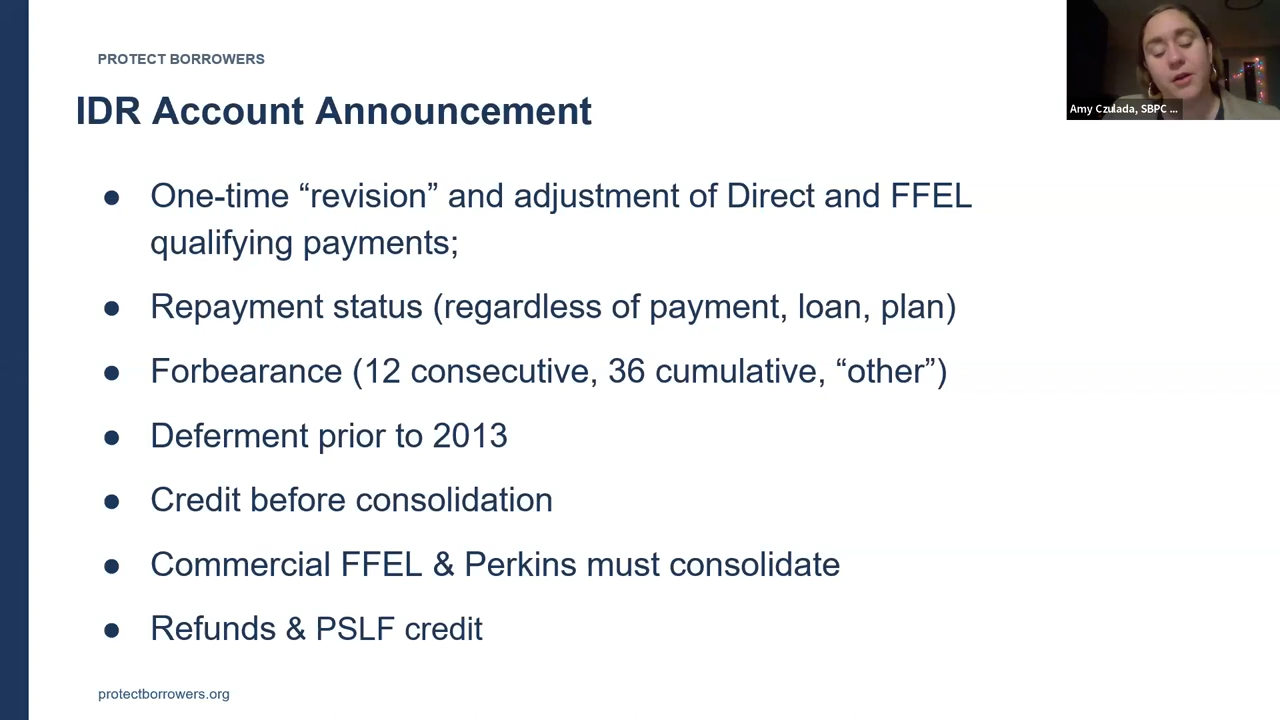 PROTECT BORROWERS
IDR Account Announcement
● One-time “revision” and adjustment of Direct and FFEL
qualifying payments;
● Repayment status (regardless of payment, loan, plan)
● Forbearance (12 consecutive, 36 cumulative, “other”)
● Deferment prior to 2013
● Credit before consolidation
● Commercial FFEL & Perkins must consolidate
● Refunds & PSLF credit
protectborrowers.org
Amy Czulada, SBPC ...